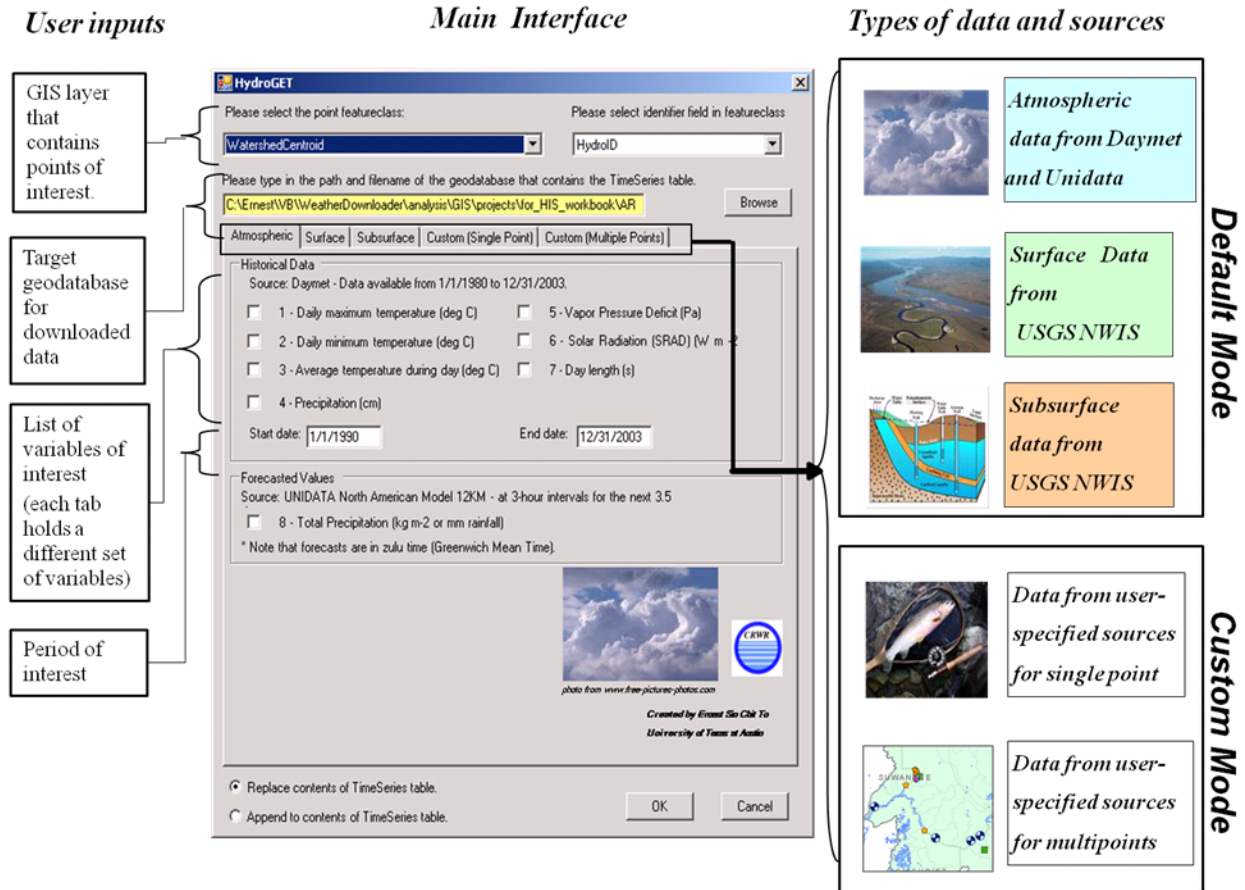 User inputs
Main Interface
Types of data and sources
GIS layer
that
contains
points of
interest.
Target
geodatabase
for
downloaded
data
List of
variables of
interest
(each tab
holds a
different set
of variables)
Period of
interest
HydroGET
Please select the point featureclass:
Please select identifier field in featureclass
WatershedCentroid
HydroID
Please type in the path and filename of the geodatabase that contains the TimeSeries table.
C:\Ernest\VB\WeatherDownloader\analysis\GIS\projects\for_HIS_workbook\AR
Browse
Atmospheric Surface Subsurface Custom (Single Point) Custom (Multiple Points)
Historical Data
Source: Daymet - Data available from 1/1/1980 to 12/31/2003.
1 - Daily maximum temperature (deg C)
2 - Daily minimum temperature (deg C)
3 - Average temperature during day (deg C)
4 - Precipitation (cm)
5 - Vapor Pressure Deficit (Pa)
6 - Solar Radiation (SRAD) (W m -2
7 - Day length (s)
Start date: 1/1/1990
End date: 12/31/2003
Forecasted Values
Source: UNIDATA North American Model 12KM - at 3-hour intervals for the next 3.5
8 - Total Precipitation (kg m-2 or mm rainfall)
* Note that forecasts are in zulu time (Greenwich Mean Time).
CRWR
photo from www.free-pictures-photos.com
Created by Ernest Sin Chit To
University of Texas at Austin
Replace contents of TimeSeries table.
Append to contents of TimeSeries table.
OK
Cancel
Atmospheric
data from Daymet
and Unidata
Surface Data
from
USGS NWIS
Subsurface
data from
USGS NWIS
Default Mode
Data from user-
specified sources
for single point
SUWANNEE
Data from user-
specified sources
for multipoints
Custom Mode